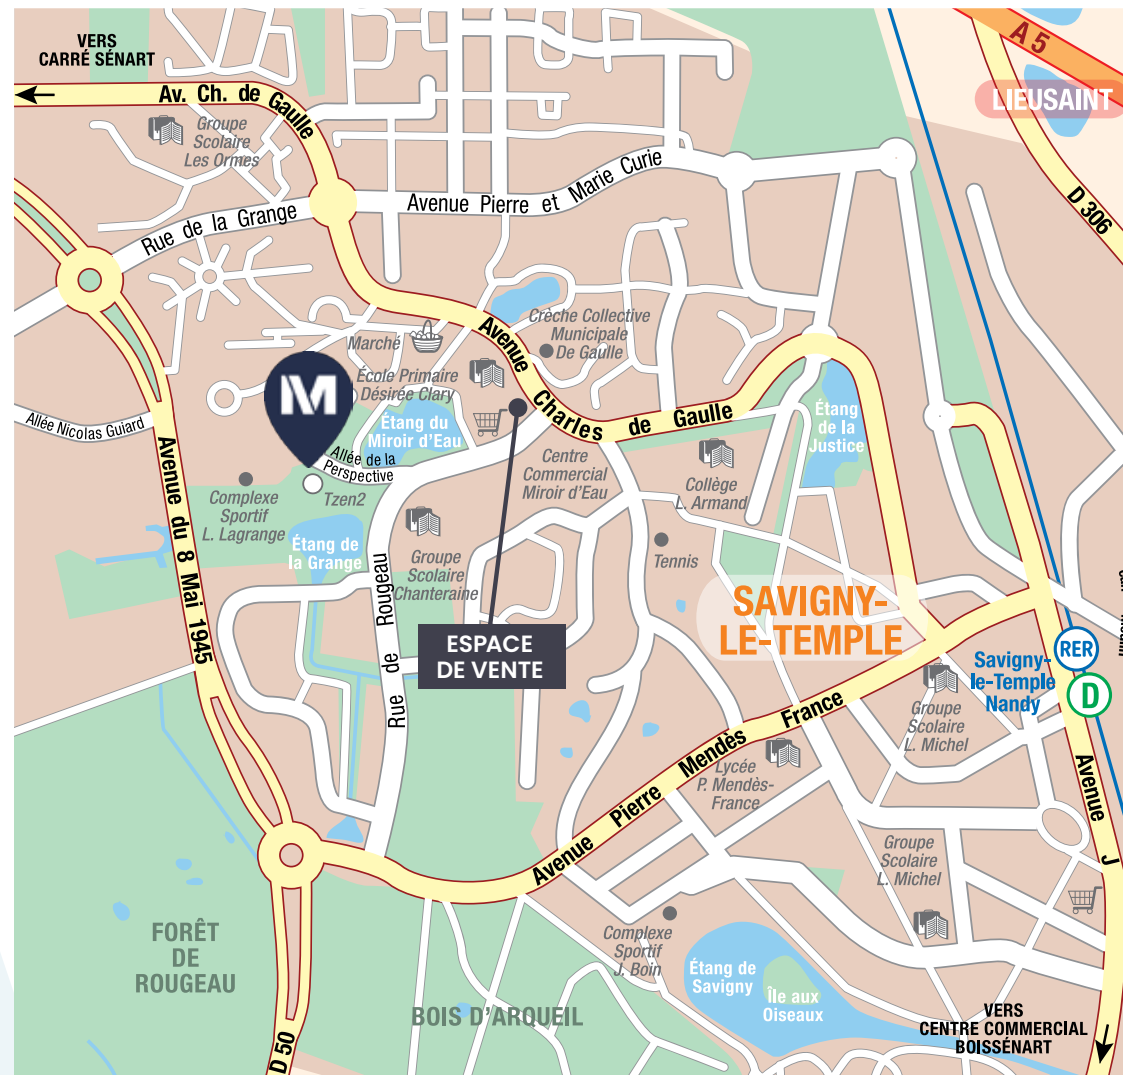 VERS
CARRÉ SÉNART
A 5
LIEUSAINT
Av. Ch. de Gaulle
Groupe
Scolaire
Les Ormes
Avenue Pierre et Marie Curie
Rue de la Grange
D 306
Avenue Charles de Gaulle
Crèche Collective
Municipale
De Gaulle
Marché
École Primaire
Désirée Clary
M
Étang du
Miroir d'Eau
Étang
de la
Justice
Allée Nicolas Guiard
Allée de la
Perspective
Centre
Commercial
Miroir d'Eau
Collège
L. Armand
Complexe
Sportif
L. Lagrange
Tzen2
Avenue du 8 Mai 1945
Étang de
la Grange
Groupe
Scolaire
Chanteraine
Tennis
Rue de Rougeau
ESPACE
DE VENTE
SAVIGNY-
LE-TEMPLE
RER
D
Savigny-
le-Temple
Nandy
Groupe
Scolaire
L. Michel
Avenue Pierre Mendès France
Lycée
P. Mendès-
France
Avenue J
Groupe
Scolaire
L. Michel
FORÊT
DE
ROUGEAU
Complexe
Sportif
J. Boin
Étang de
Savigny
Île aux
Oiseaux
BOIS D'ARQUEIL
D 50
VERS
CENTRE COMMERCIAL
BOISSÉNART